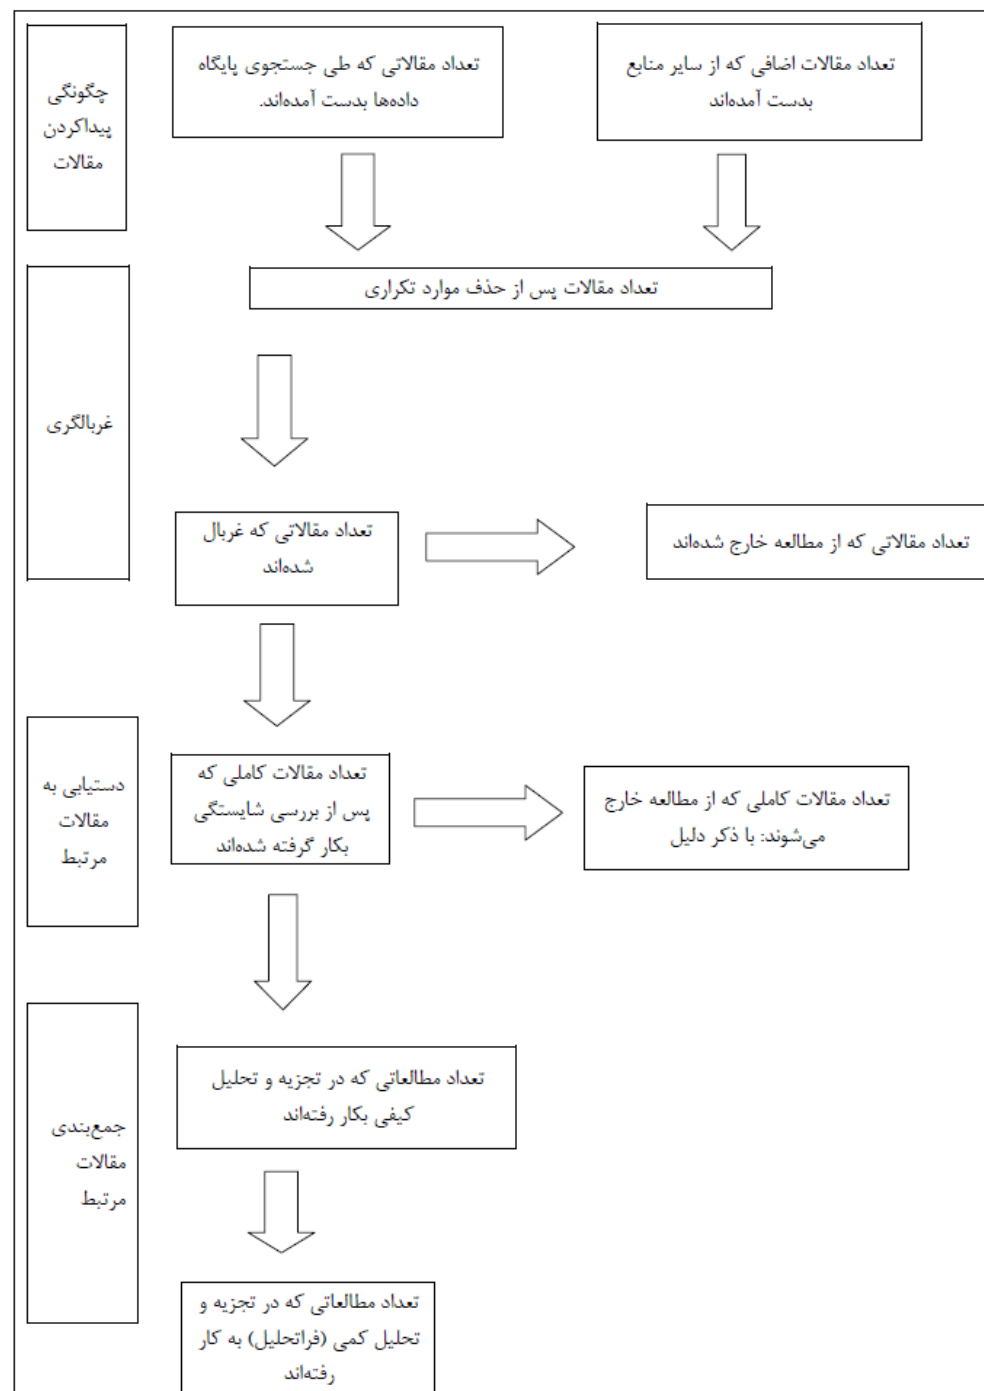 چگونگی
پیداکردن
مقالات
تعداد مقالاتی که طی جستجوی پایگاه
داده‌ها بدست آمده‌اند.
تعداد مقالات اضافی که از سایر منابع
بدست آمده‌اند
غربالگری
تعداد مقالات پس از حذف موارد تکراری
تعداد مقالاتی که غربال
شده‌اند
تعداد مقالاتی که از مطالعه خارج شده‌اند
دستیابی به
مقالات
مرتبط
تعداد مقالات کاملی که
پس از بررسی شایستگی
بکار گرفته شده‌اند
تعداد مقالات کاملی که از مطالعه خارج
می‌شوند: با ذکر دلیل
جمع‌بندی
مقالات
مرتبط
تعداد مطالعاتی که در تجزیه و تحلیل
کیفی بکار رفته‌اند
تعداد مطالعاتی که در تجزیه و
تحلیل کمی (فراتحلیل) به کار
رفته‌اند